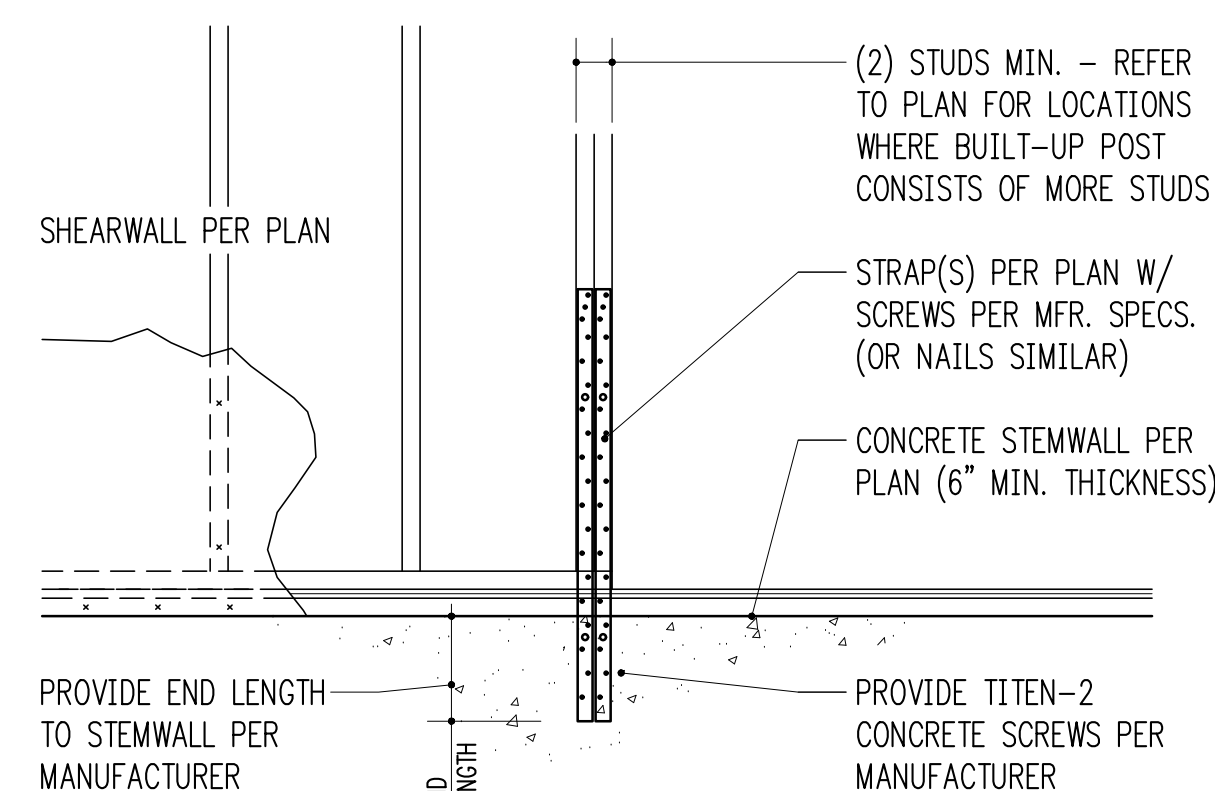 (2) STUDS MIN. – REFER
TO PLAN FOR LOCATIONS
WHERE BUILT–UP POST
CONSISTS OF MORE STUDS
SHEARWALL PER PLAN
STRAP(S) PER PLAN W/
SCREWS PER MFR. SPECS.
(OR NAILS SIMILAR)
CONCRETE STEMWALL PER
PLAN (6” MIN. THICKNESS)
PROVIDE END LENGTH
TO STEMWALL PER
MANUFACTURER
PROVIDE TITEN–2
CONCRETE SCREWS PER
MANUFACTURER